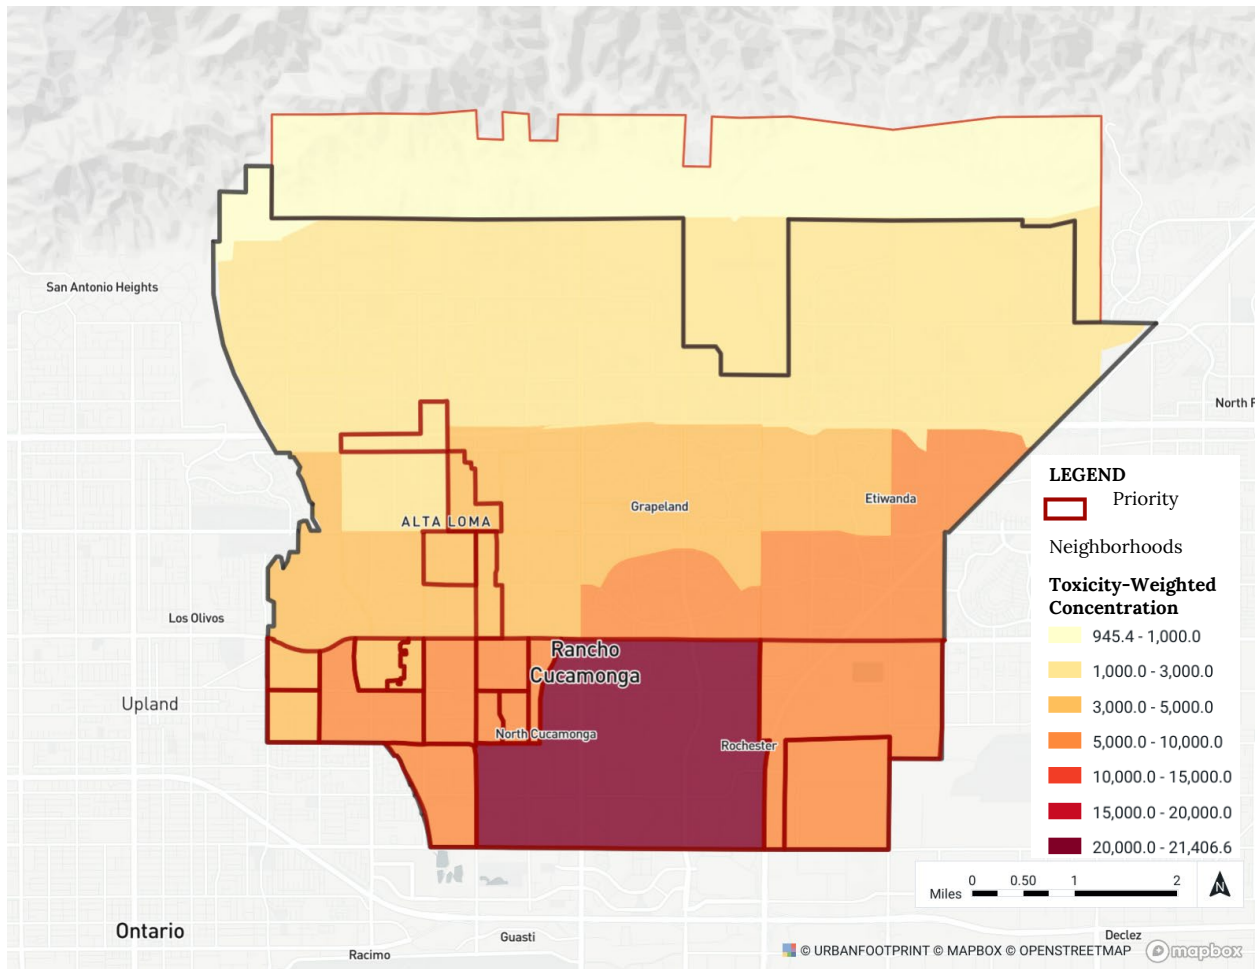 San Antonio Heights
North F
LEGEND
Priority
Neighborhoods
Toxicity-Weighted
Concentration
945.4 - 1,000.0
1,000.0 - 3,000.0
3,000.0 - 5,000.0
5,000.0 - 10,000.0
10,000.0 - 15,000.0
15,000.0 - 20,000.0
20,000.0 - 21,406.6
Etiwanda
Grapeland
ALTA LOMA
Los Olivos
Rancho
Cucamonga
Upland
North Cucamonga
Rochester
0 0.50 1 2
Miles
N
Ontario
Guasti
Racimo
Declez
© URBANFOOTPRINT © MAPBOX © OPENSTREETMAP
mapbox